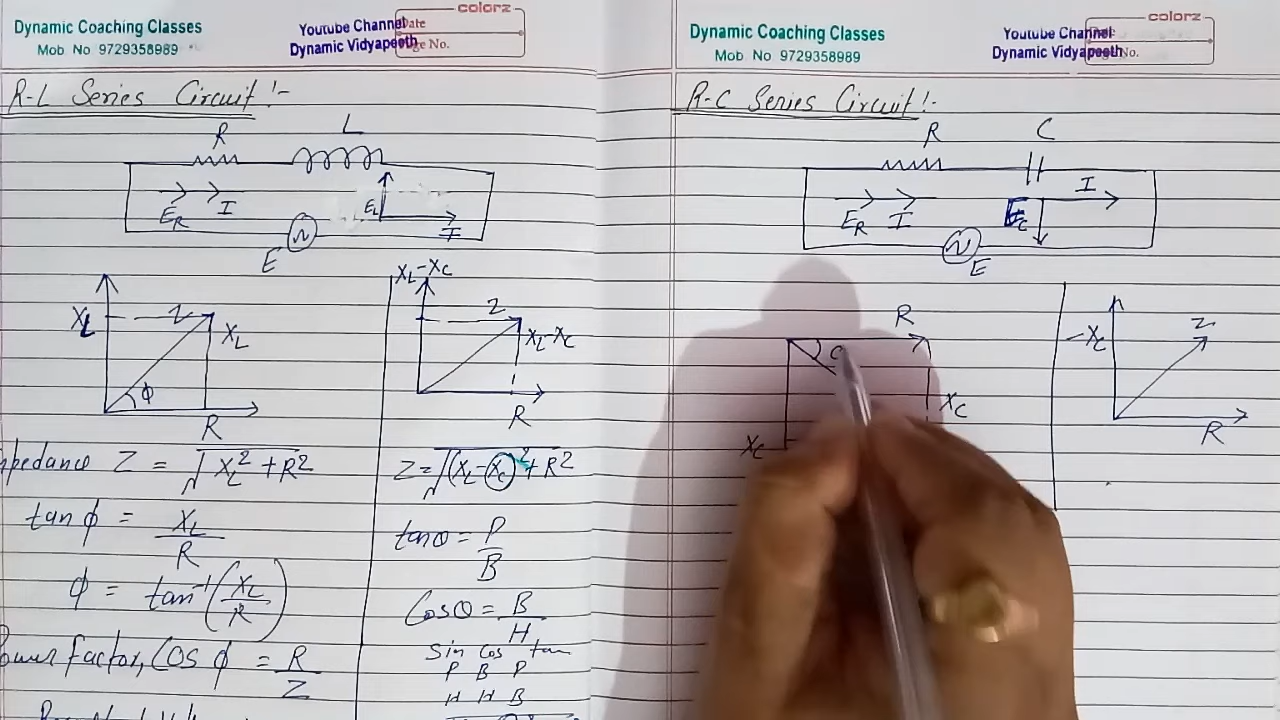 Dynamic Coaching Classes
Mob No 9729358989
Youtube Channel
Dynamic Vidyapeeth
colorz
Date
Page No.
R-L Series Circuit :-
R
L
E_R
I
E_L
I
E
X_L
Z
X_L
ϕ
R
X_L-X_C
Z
X_L-X_C
R
Impedance Z = √X_L² + R²
tan ϕ = X_L/R
ϕ = tan⁻¹(X_L/R)
Power factor, Cos ϕ = R/Z
Z = √(X_L-X_C)² + R²
tanθ = P/B
Cosθ = B/H
Sin Cos tan
P B P
H H B
Dynamic Coaching Classes
Mob No 9729358989
Youtube Channel
Dynamic Vidyapeeth
colorz
No.
R-C Series Circuit :-
R
C
E_R
I
E_C
I
E
R
X_C
X_C
-X_C
Z
R